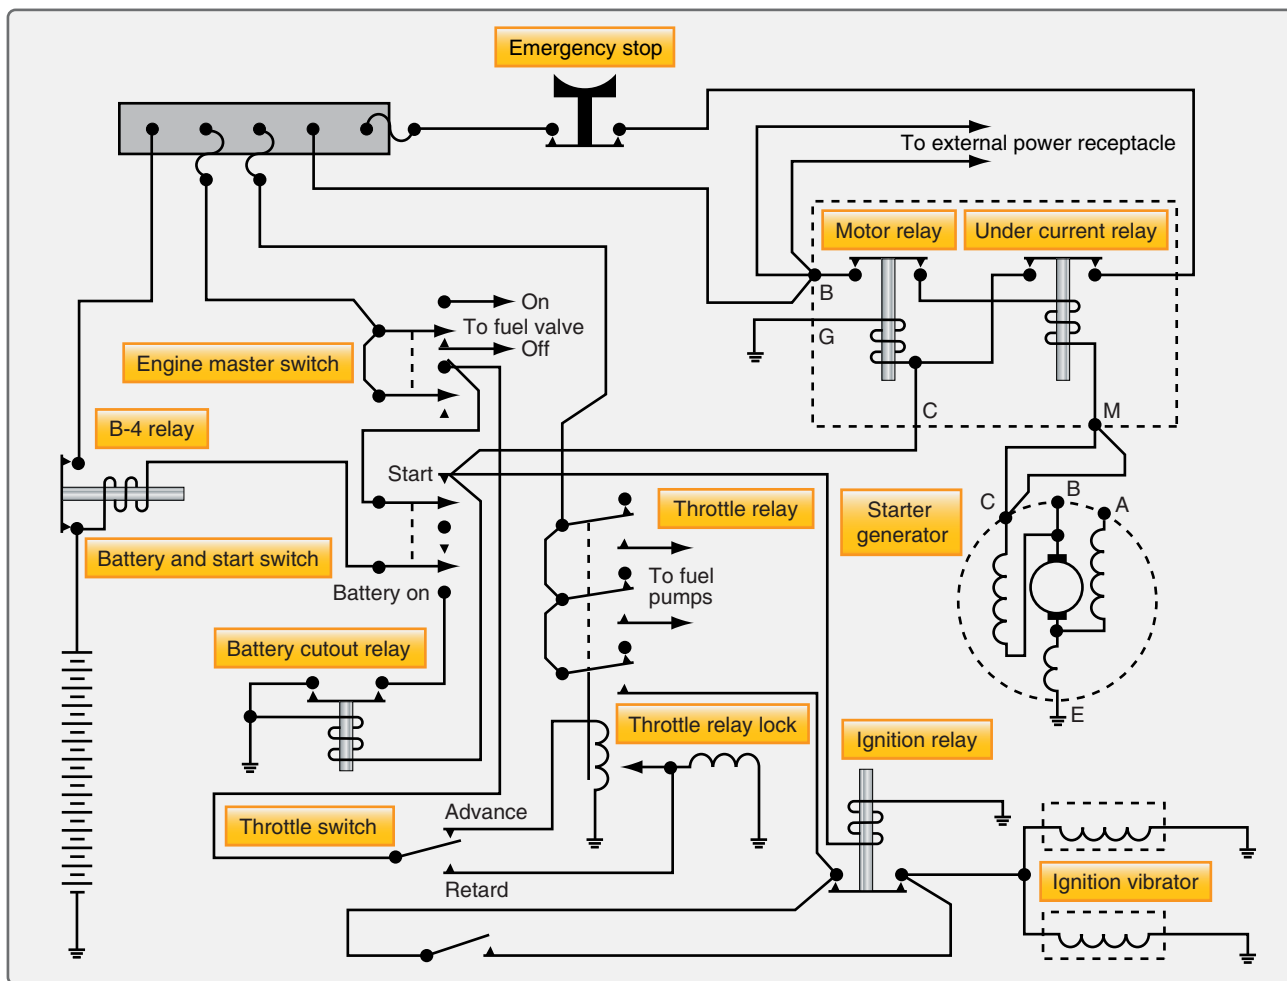 Emergency stop
To external power receptacle
Motor relay
Under current relay
On
B
To fuel valve
G
Off
Engine master switch
C
M
B-4 relay
Start
Throttle relay
Starter
generator
C
B
A
Battery and start switch
To fuel
pumps
Battery on
Battery cutout relay
Throttle relay lock
E
Ignition relay
Advance
Throttle switch
Retard
Ignition vibrator